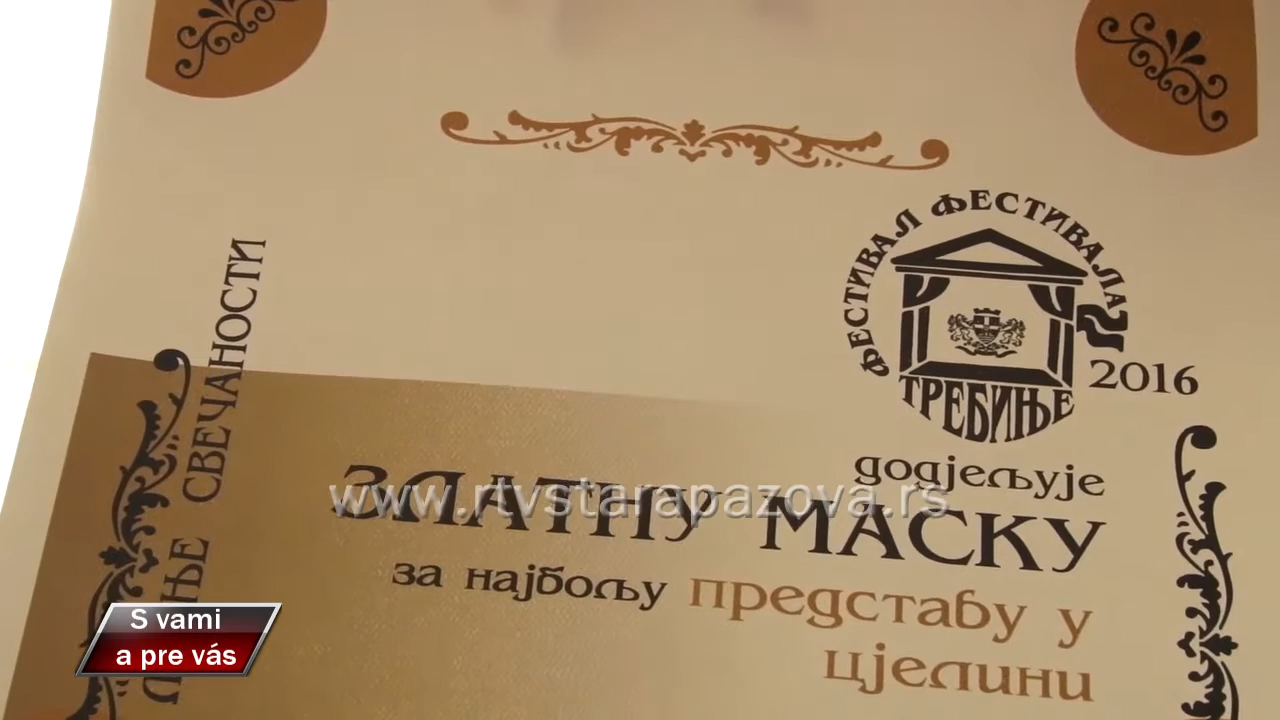 ФЕСТИВАЛ ФЕСТИВАЛА
ТРЕБИЊЕ
2016
СВЕЧАНОСТИ
додјељује
ЗЛАТНУ МАСКУ
за најбољу представу у
цјелини
www.rtvstarapazova.rs
S vami
a pre vás